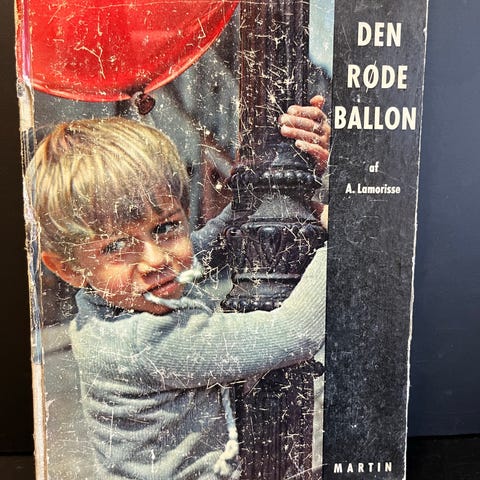 DEN
RØDE
BALLON
af
A. Lamorisse
MARTIN